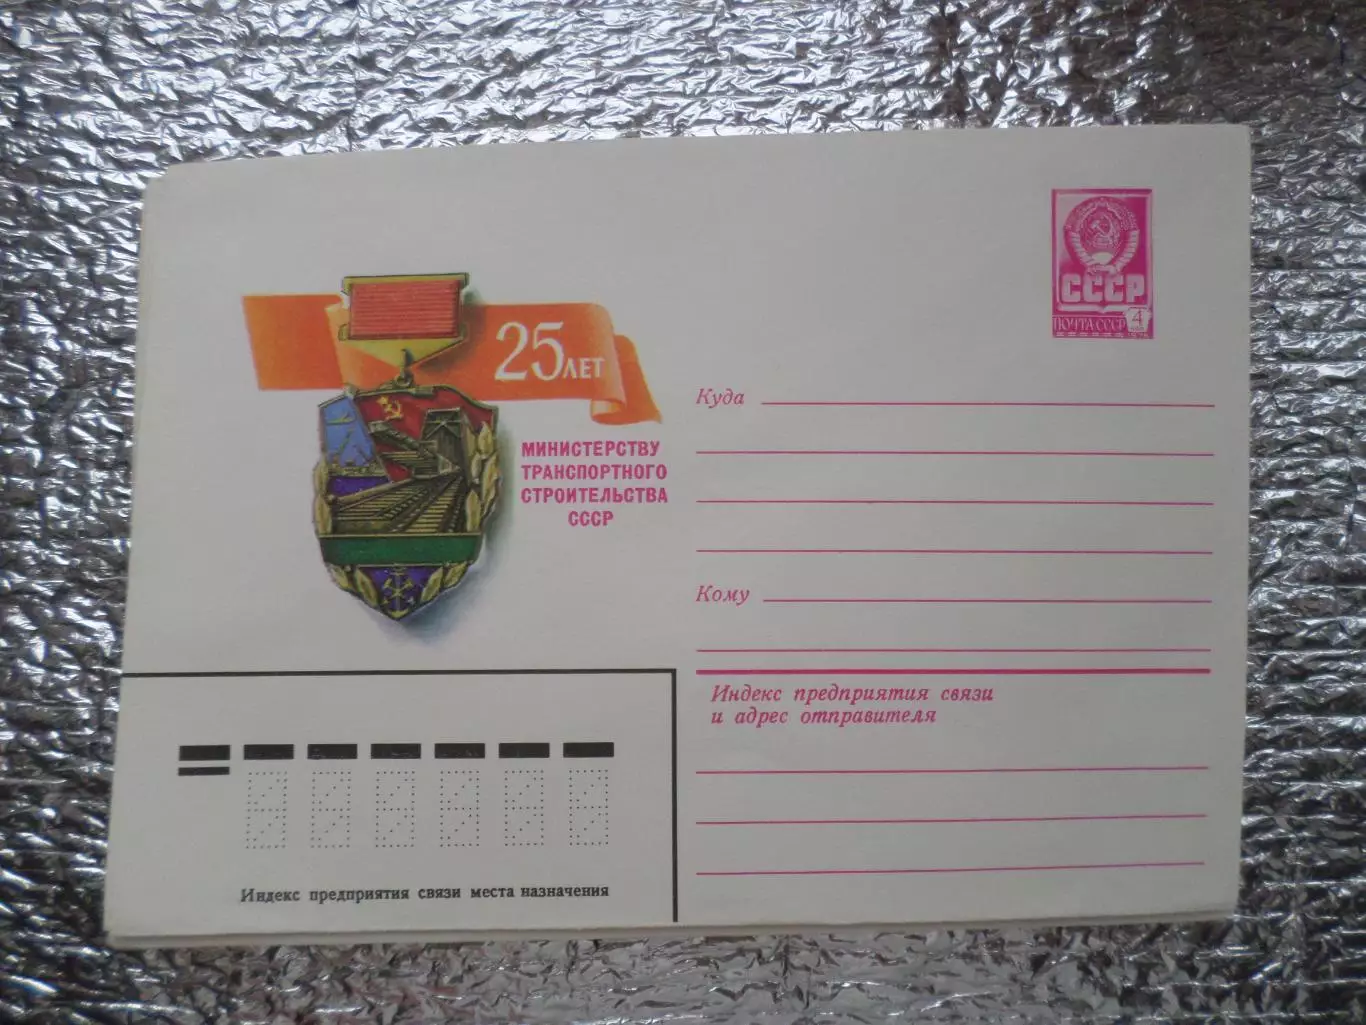 СССР
ПОЧТА СССР 4
25 ЛЕТ
МИНИСТЕРСТВУ
ТРАНСПОРТНОГО
СТРОИТЕЛЬСТВА
СССР
Куда
Кому
Индекс предприятия связи
и адрес отправителя
Индекс предприятия связи места назначения